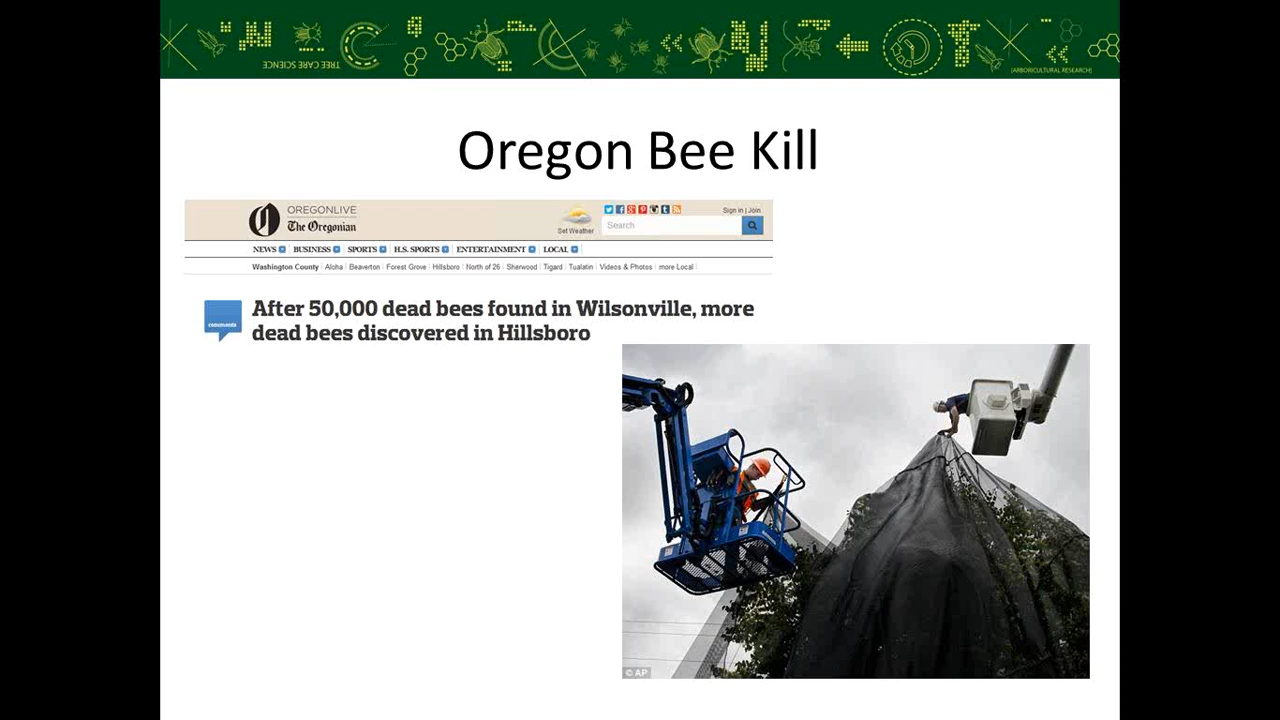 TREE CARE SCIENCE
[ARBORICULTURAL RESEARCH]
Oregon Bee Kill
OREGONLIVE
The Oregonian
Set Weather
Sign in | Join
Search
NEWS BUSINESS SPORTS H.S. SPORTS ENTERTAINMENT LOCAL
Washington County Aloha Beaverton Forest Grove Hillsboro North of 26 Sherwood Tigard Tualatin Videos & Photos more Local
comments
After 50,000 dead bees found in Wilsonville, more
dead bees discovered in Hillsboro
© AP